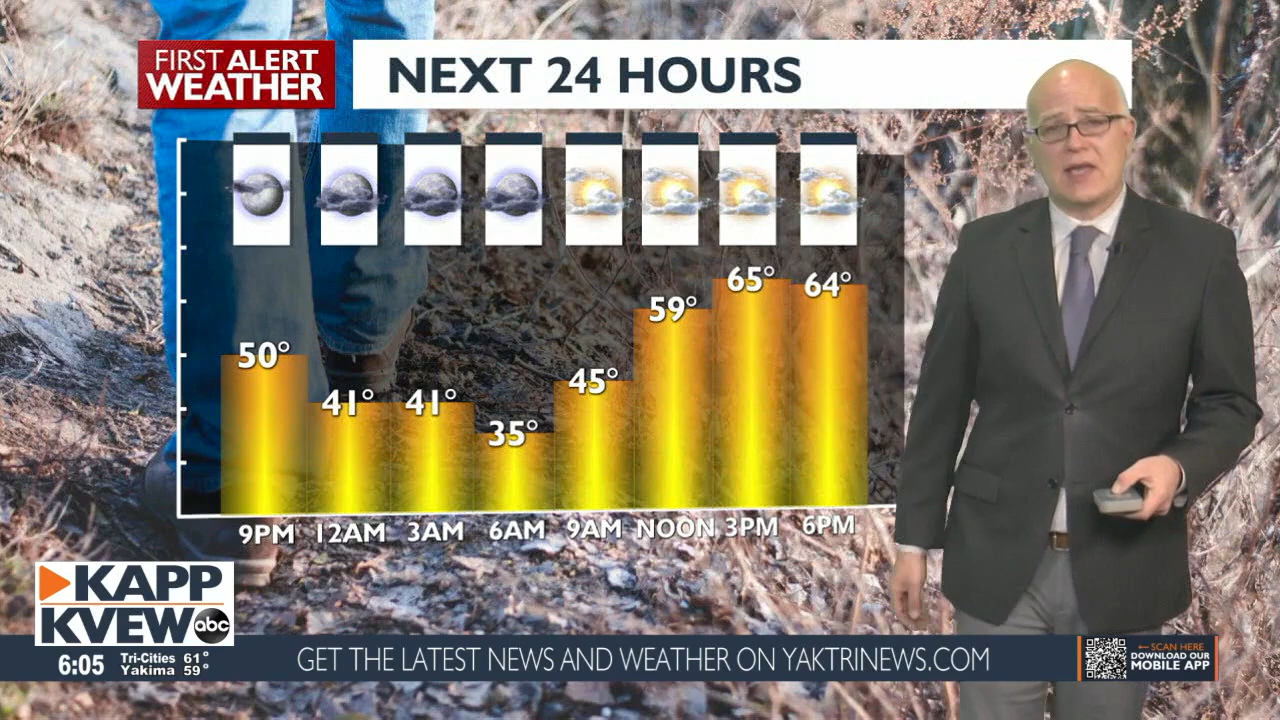 FIRST ALERT
WEATHER
NEXT 24 HOURS
50° 41° 41° 35° 45° 59° 65° 64°
9PM 12AM 3AM 6AM 9AM NOON 3PM 6PM
KAPP
KVEW abc
6:05
Tri-Cities 61°
Yakima 59°
GET THE LATEST NEWS AND WEATHER ON YAKTRINEWS.COM
SCAN HERE
DOWNLOAD OUR
MOBILE APP